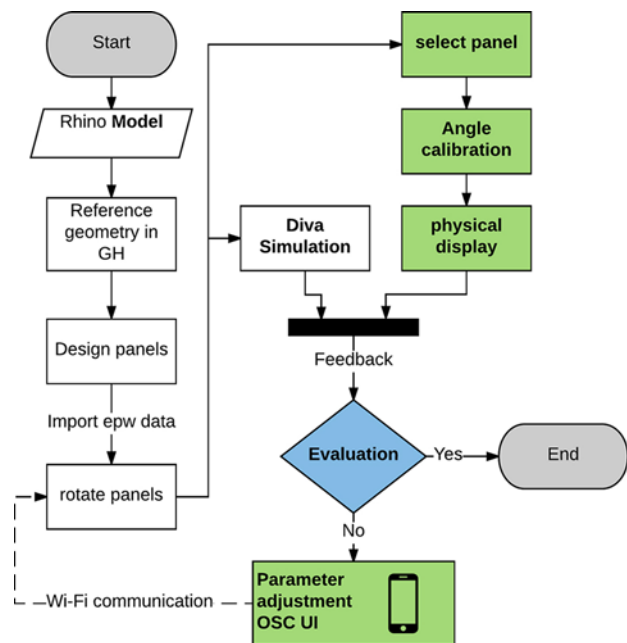 Start
Rhino Model
Reference
geometry in
GH
Design panels
Import epw data
rotate panels
select panel
Angle
calibration
physical
display
Diva
Simulation
Feedback
Evaluation
Yes
End
No
Parameter
adjustment
OSC UI
Wi-Fi communication